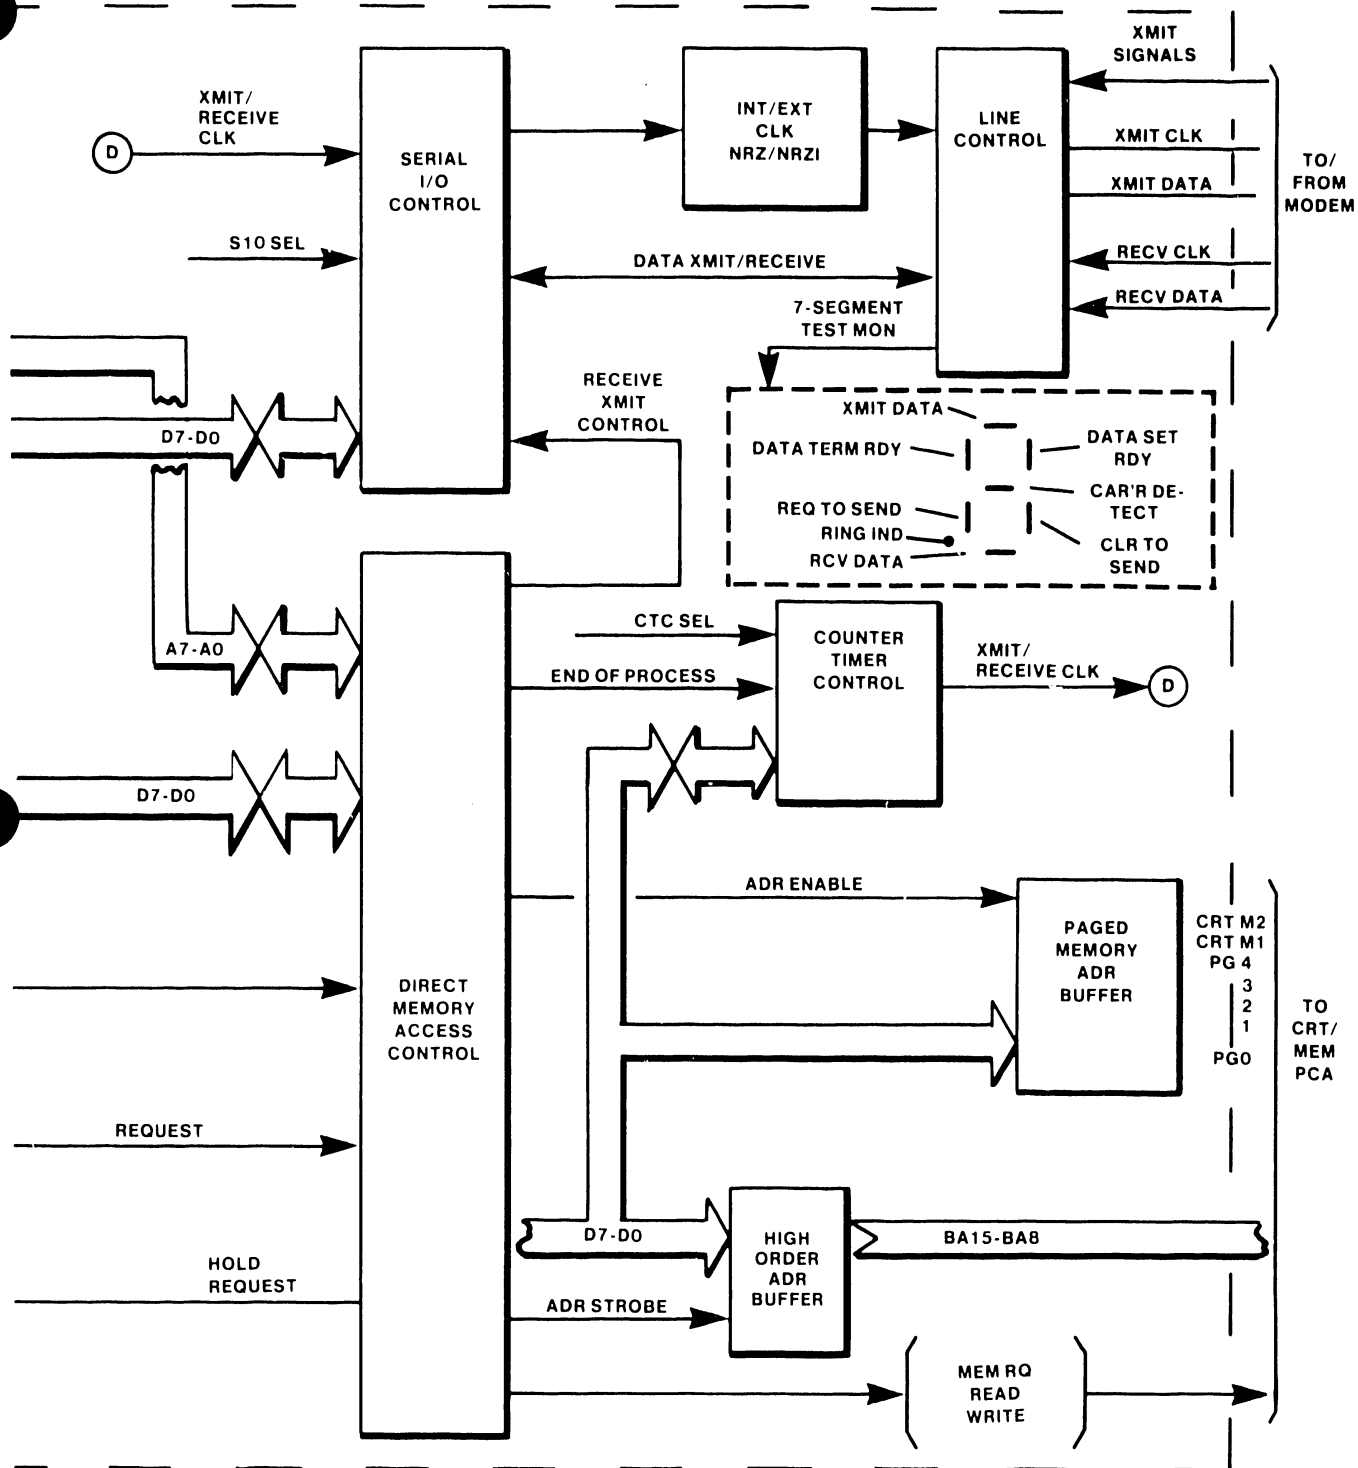 XMIT
SIGNALS
XMIT/
RECEIVE
CLK
D
SERIAL
I/O
CONTROL
INT/EXT
CLK
NRZ/NRZI
LINE
CONTROL
XMIT CLK
XMIT DATA
TO/
FROM
MODEM
S10 SEL
DATA XMIT/RECEIVE
RECV CLK
RECV DATA
7-SEGMENT
TEST MON
RECEIVE
XMIT
CONTROL
D7-D0
XMIT DATA
DATA TERM RDY
DATA SET
RDY
CAR'R DE-
TECT
REQ TO SEND
RING IND
RCV DATA
CLR TO
SEND
A7-A0
CTC SEL
END OF PROCESS
COUNTER
TIMER
CONTROL
XMIT/
RECEIVE CLK
D
D7-D0
ADR ENABLE
PAGED
MEMORY
ADR
BUFFER
CRT M2
CRT M1
PG 4
3
2
1
PG0
TO
CRT/
MEM
PCA
DIRECT
MEMORY
ACCESS
CONTROL
REQUEST
D7-D0
HIGH
ORDER
ADR
BUFFER
BA15-BA8
HOLD
REQUEST
ADR STROBE
MEM RQ
READ
WRITE